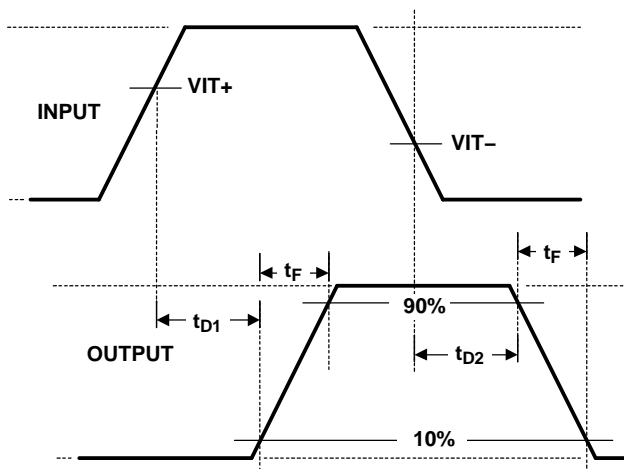 VIT+
INPUT
VIT−
tF
tF
90%
tD1
OUTPUT
tD2
10%